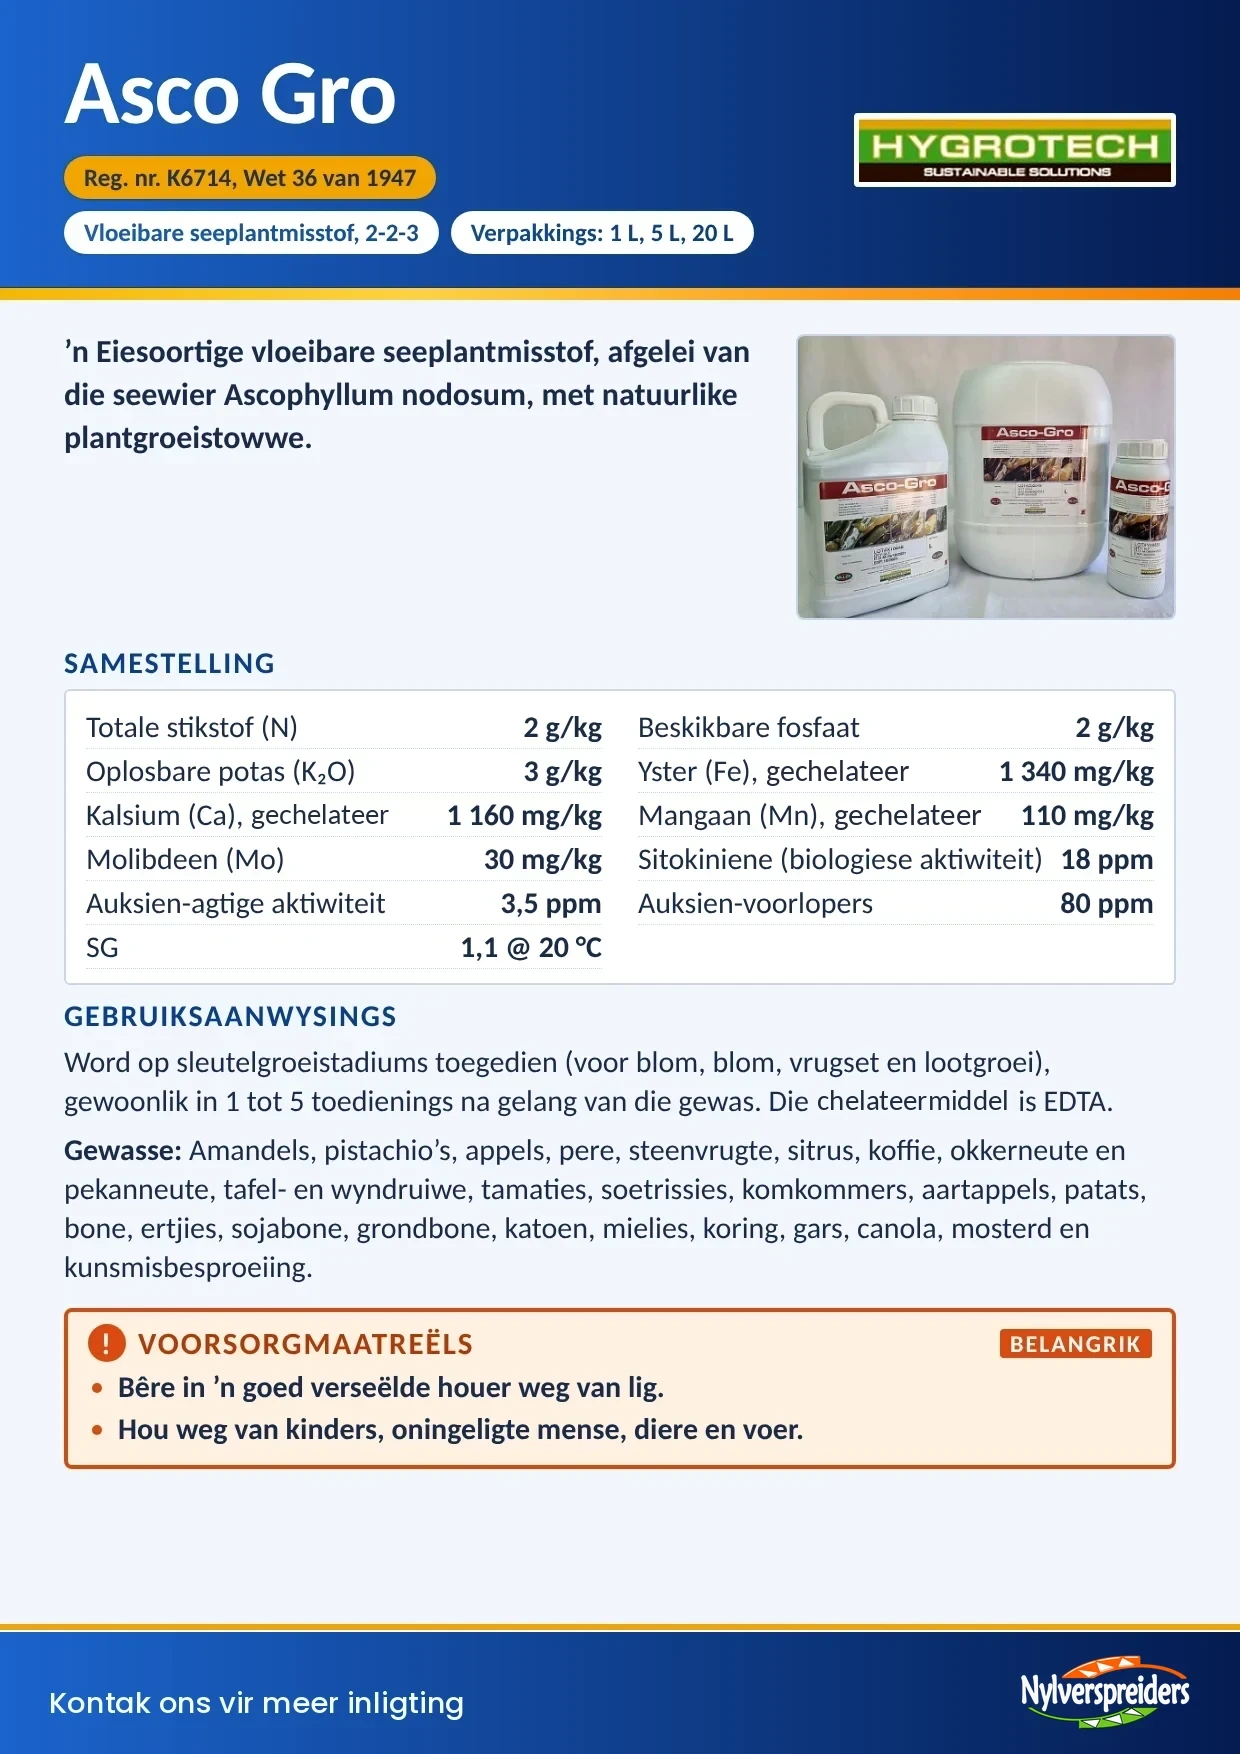 Asco Gro
HYGROTECH
SUSTAINABLE SOLUTIONS
Reg. nr. K6714, Wet 36 van 1947
Vloeibare seeplantmisstof, 2-2-3
Verpakkings: 1 L, 5 L, 20 L
’n Eiesoortige vloeibare seeplantmisstof, afgelei van
die seewier Ascophyllum nodosum, met natuurlike
plantgroeistowwe.
Asco-Gro
Asco-Gro
Asco-G
SAMESTELLING
Totale stikstof (N) 2 g/kg
Beskikbare fosfaat 2 g/kg
Oplosbare potas (K₂O) 3 g/kg
Yster (Fe), gechelateer 1 340 mg/kg
Kalsium (Ca), gechelateer 1 160 mg/kg
Mangaan (Mn), gechelateer 110 mg/kg
Molibdeen (Mo) 30 mg/kg
Sitokiniene (biologiese aktiwiteit) 18 ppm
Auksien-agtige aktiwiteit 3,5 ppm
Auksien-voorlopers 80 ppm
SG 1,1 @ 20 °C
GEBRUIKSAANWYSINGS
Word op sleutelgroeistadiums toegedien (voor blom, blom, vrugset en lootgroei),
gewoonlik in 1 tot 5 toedienings na gelang van die gewas. Die chelateermiddel is EDTA.
Gewasse: Amandels, pistachio’s, appels, pere, steenvrugte, sitrus, koffie, okkerneute en
pekanneute, tafel- en wyndruiwe, tamaties, soetrissies, komkommers, aartappels, patats,
bone, ertjies, sojabone, grondbone, katoen, mielies, koring, gars, canola, mosterd en
kunsmisbesproeiing.
! VOORSORGMAATREËLS
BELANGRIK
• Bêre in ’n goed verseëlde houer weg van lig.
• Hou weg van kinders, oningeligte mense, diere en voer.
Kontak ons vir meer inligting
Nylverspreiders